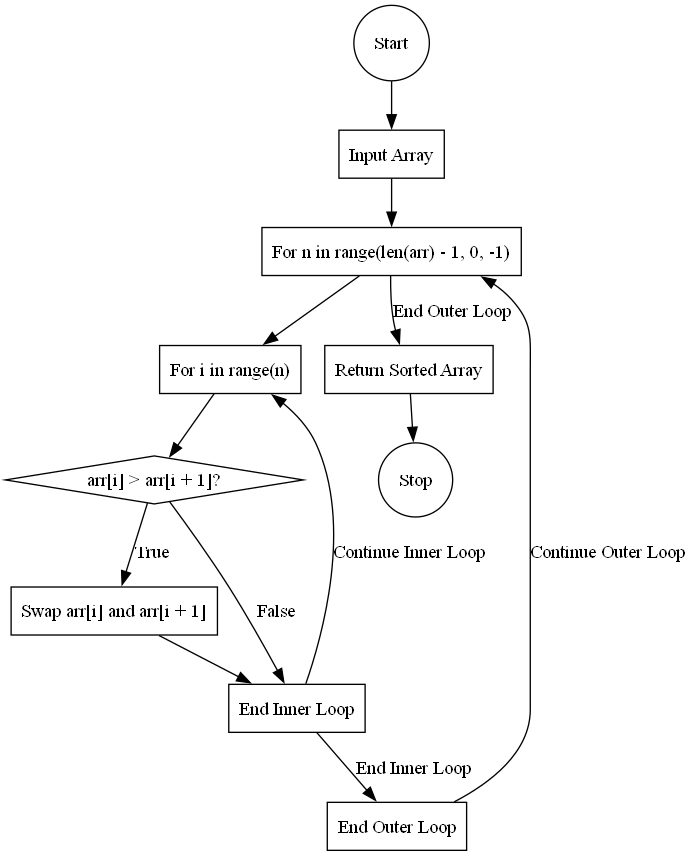 Start
Input Array
For n in range(len(arr) - 1, 0, -1)
End Outer Loop
For i in range(n)
Return Sorted Array
arr[i] > arr[i + 1]?
Stop
True
Continue Inner Loop
Continue Outer Loop
Swap arr[i] and arr[i + 1]
False
End Inner Loop
End Inner Loop
End Outer Loop